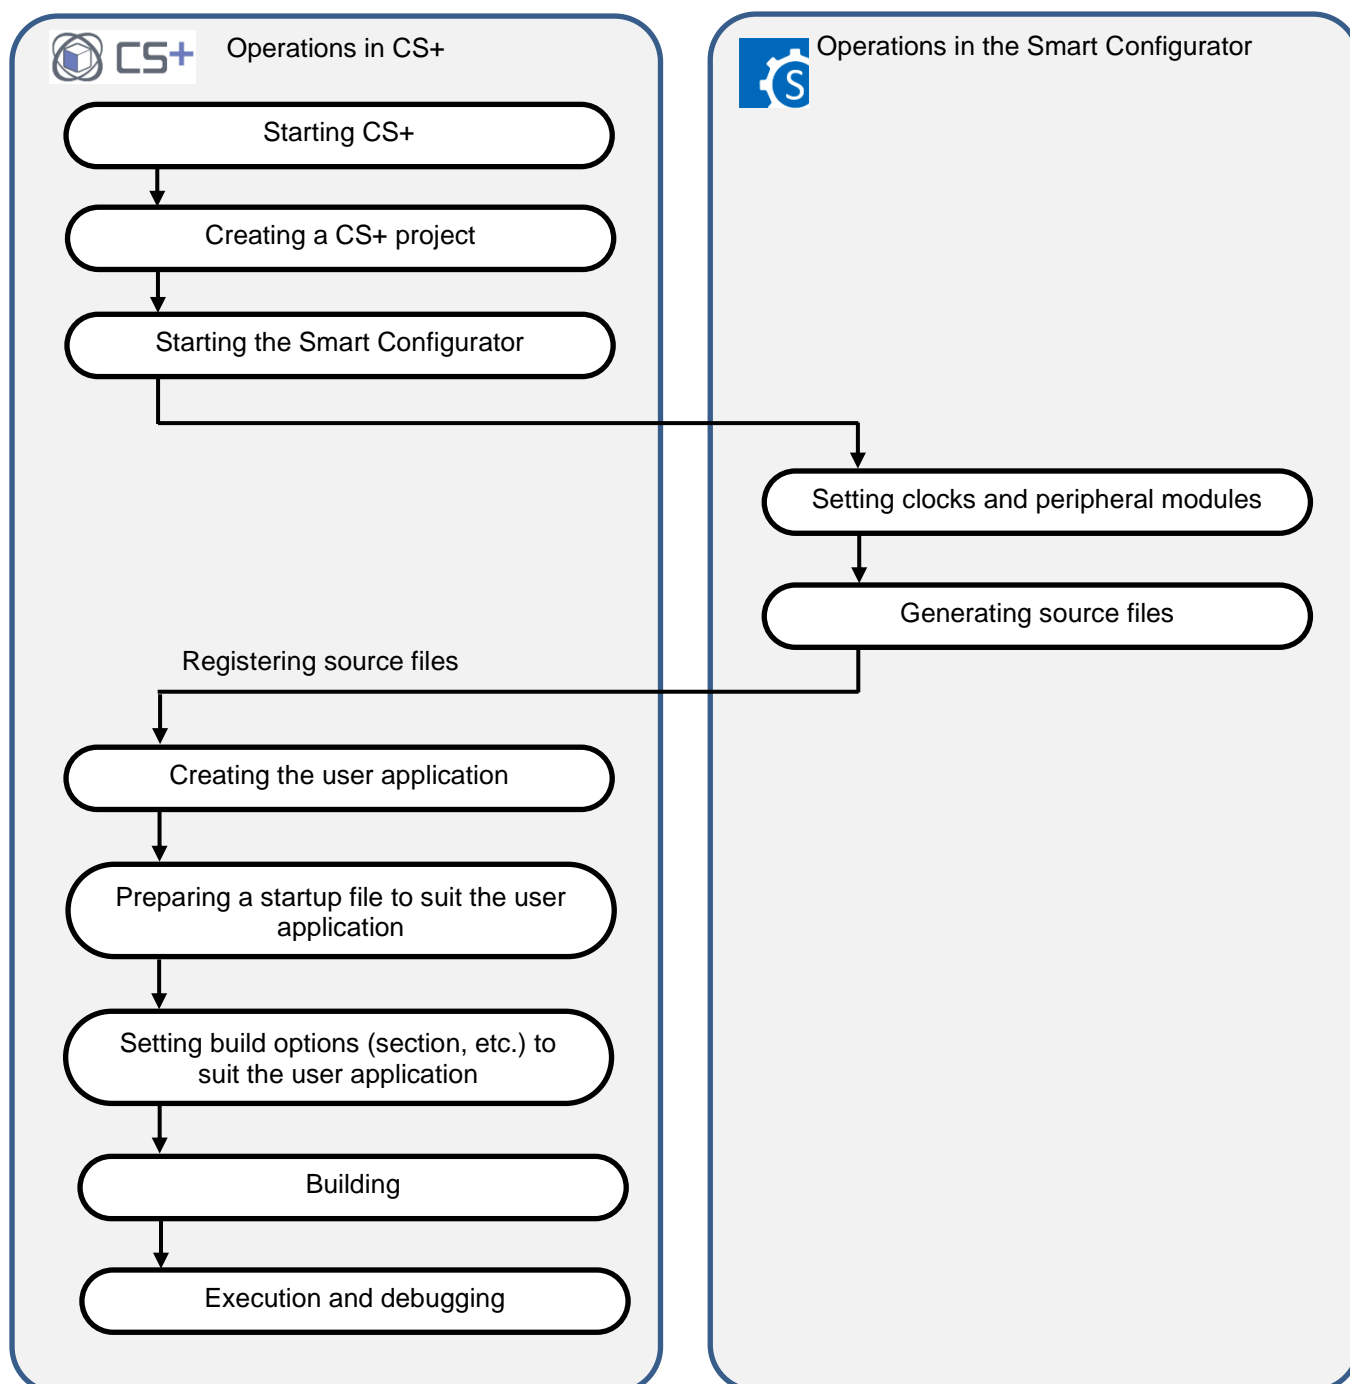 CS+
Operations in CS+
Operations in the Smart Configurator
S
Starting CS+
Creating a CS+ project
Starting the Smart Configurator
Setting clocks and peripheral modules
Generating source files
Registering source files
Creating the user application
Preparing a startup file to suit the user
application
Setting build options (section, etc.) to
suit the user application
Building
Execution and debugging